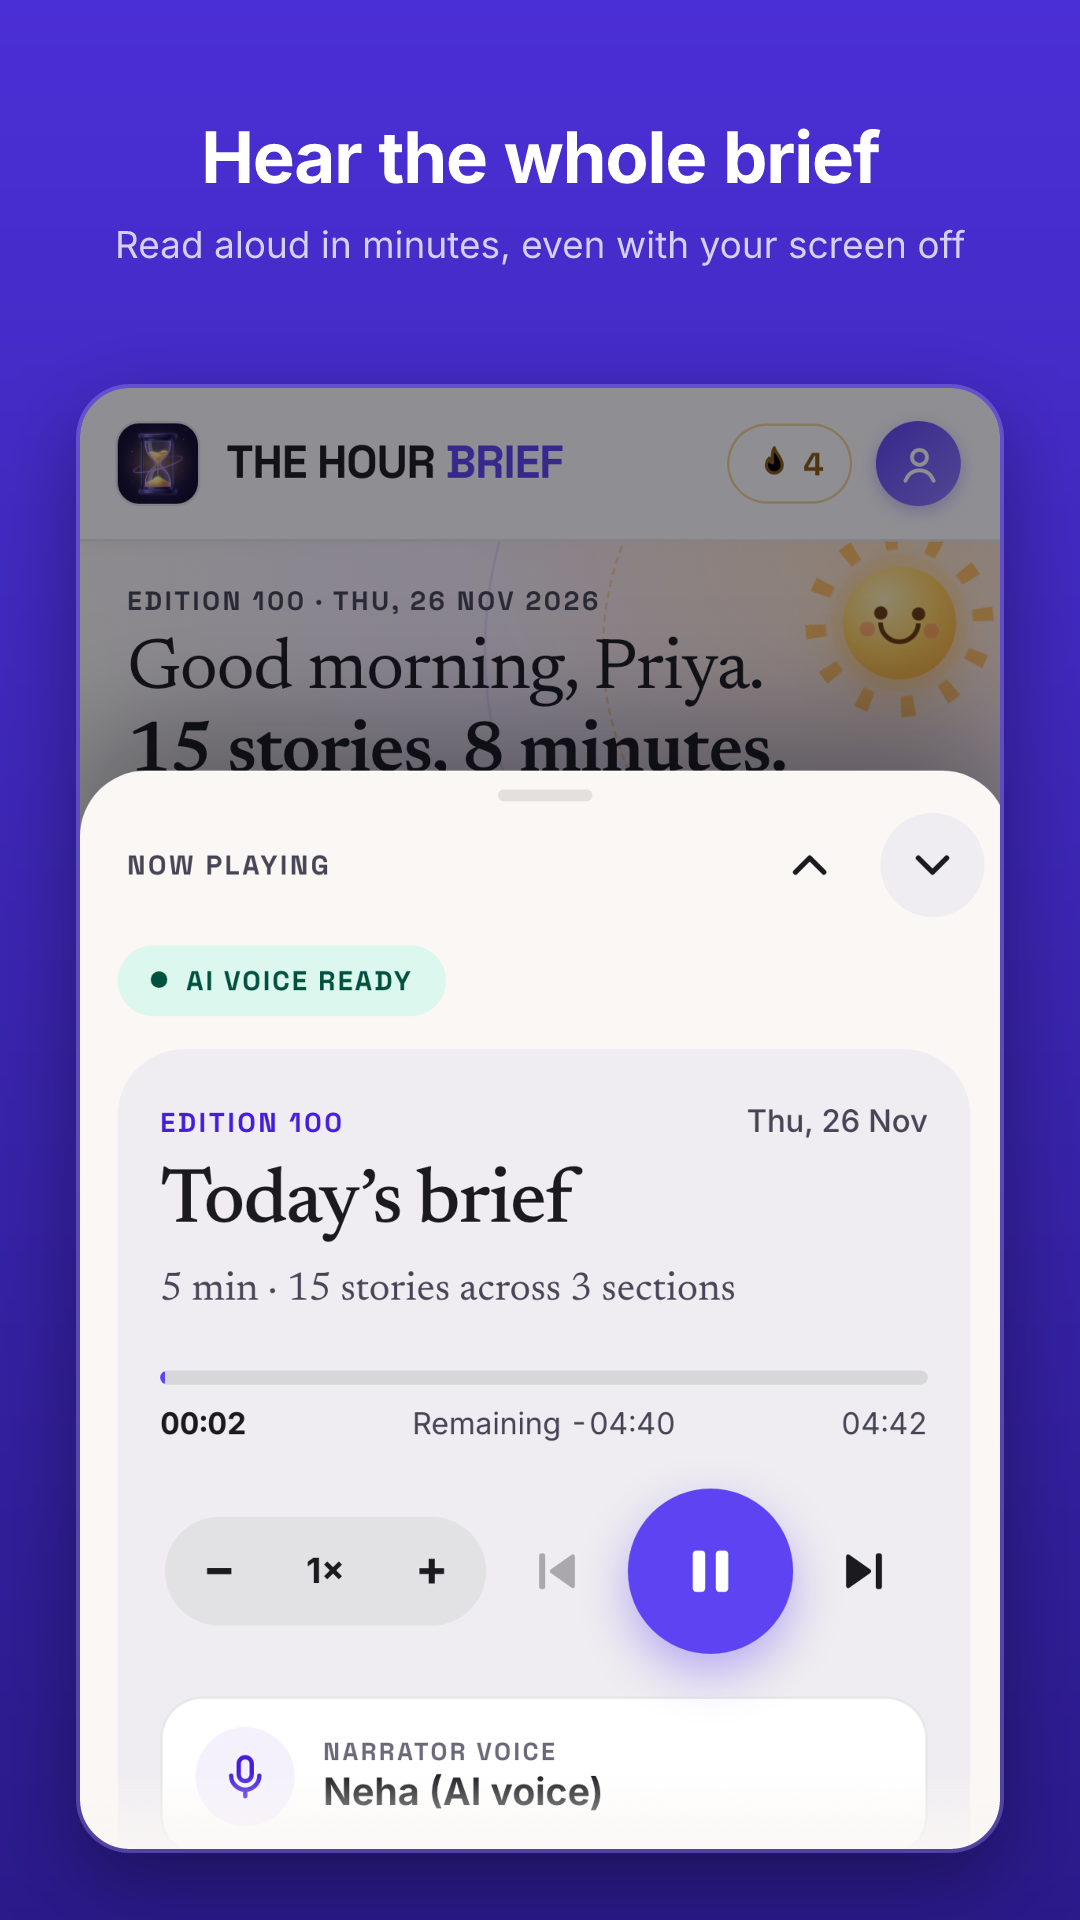 Hear the whole brief
Read aloud in minutes, even with your screen off
THE HOUR BRIEF
4
EDITION 100 · THU, 26 NOV 2026
Good morning, Priya.
15 stories, 8 minutes.
NOW PLAYING
AI VOICE READY
EDITION 100
Thu, 26 Nov
Today’s brief
5 min · 15 stories across 3 sections
00:02
Remaining -04:40
04:42
− 1× +
NARRATOR VOICE
Neha (AI voice)